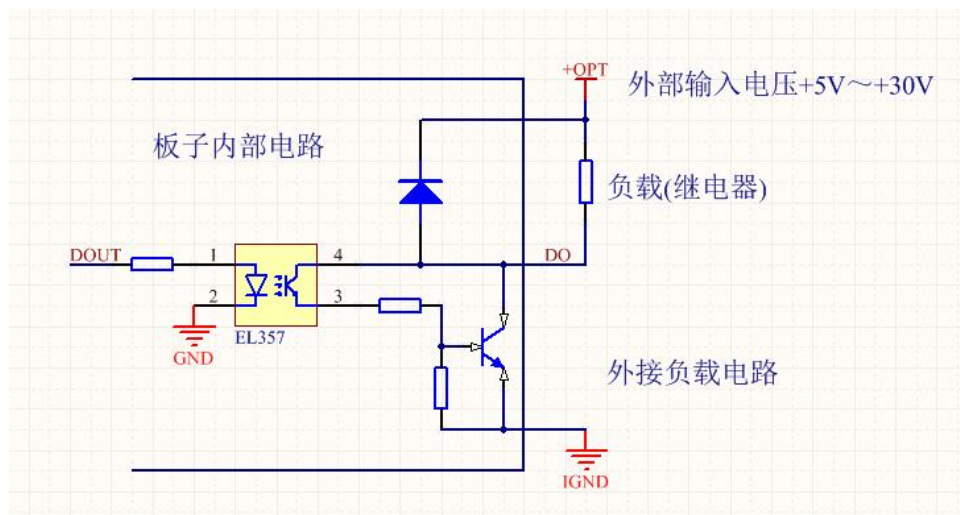 +OPT
外部输入电压+5V～+30V
板子内部电路
负载(继电器)
DOUT
1
4
DO
2
3
EL357
GND
外接负载电路
IGND